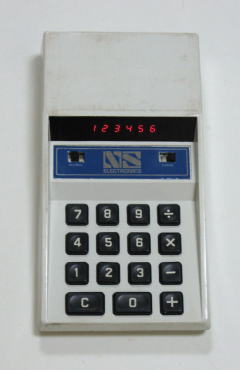 123456
NS
ELECTRONICS
7 8 9 ÷
4 5 6 ×
1 2 3 −
C 0 +